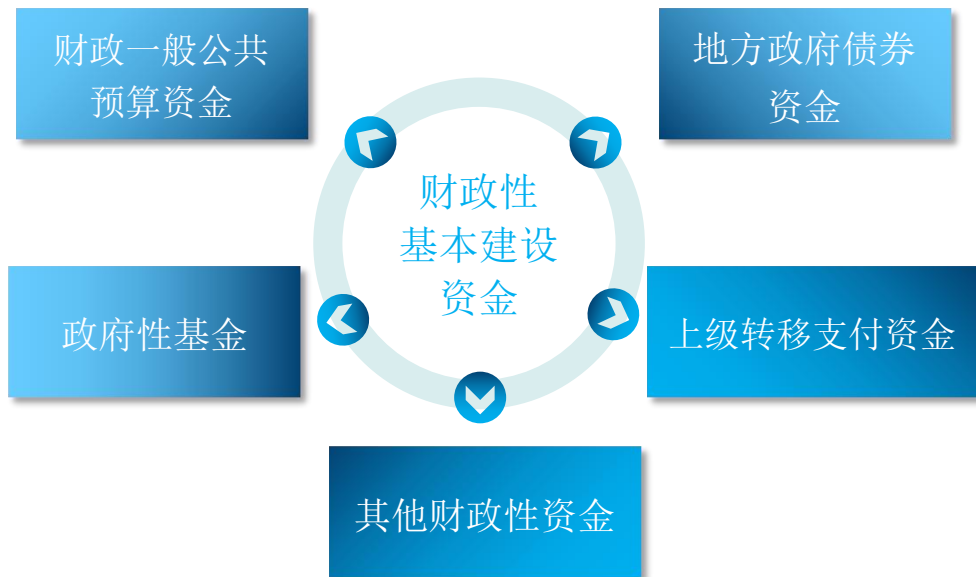 财政一般公共
预算资金
地方政府债券
资金
财政性
基本建设
资金
政府性基金
上级转移支付资金
其他财政性资金